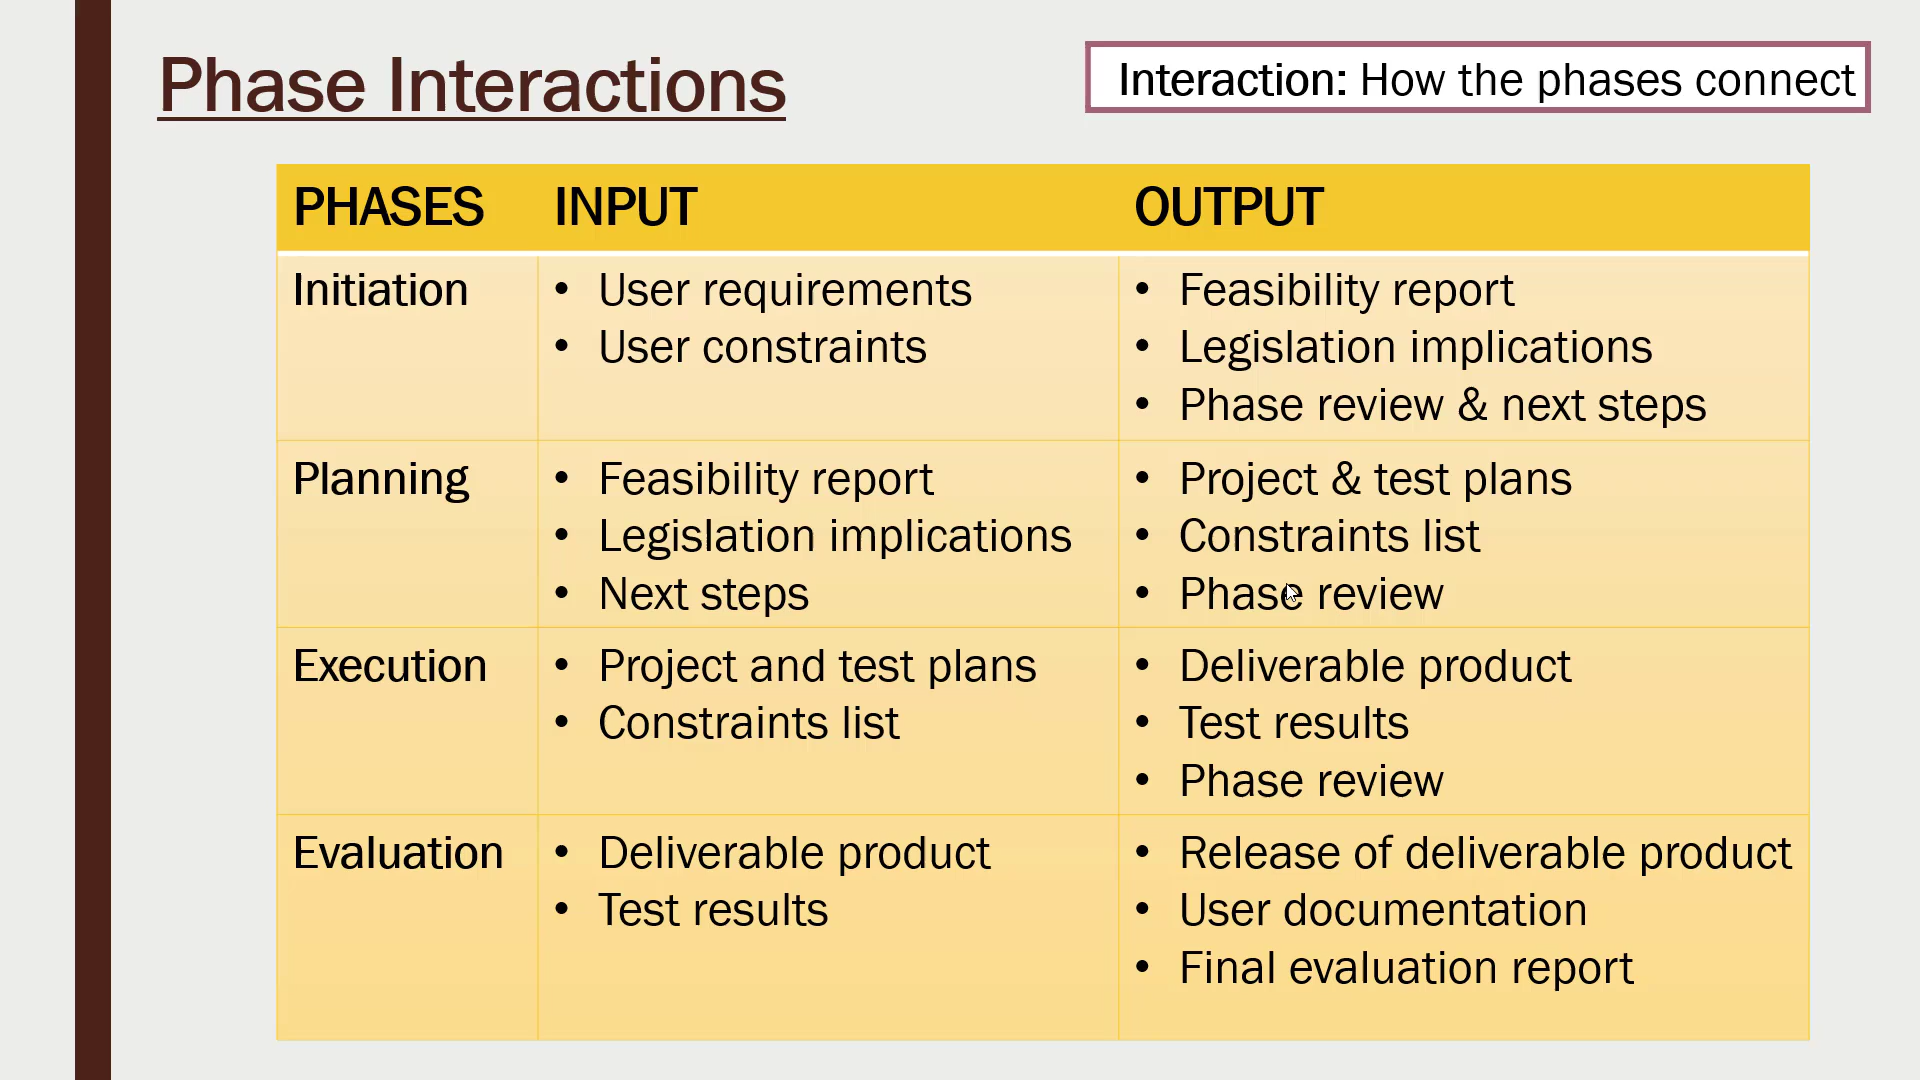 Phase Interactions
Interaction: How the phases connect
PHASES INPUT OUTPUT
Initiation
• User requirements
• User constraints
• Feasibility report
• Legislation implications
• Phase review & next steps
Planning
• Feasibility report
• Legislation implications
• Next steps
• Project & test plans
• Constraints list
• Phase review
Execution
• Project and test plans
• Constraints list
• Deliverable product
• Test results
• Phase review
Evaluation
• Deliverable product
• Test results
• Release of deliverable product
• User documentation
• Final evaluation report